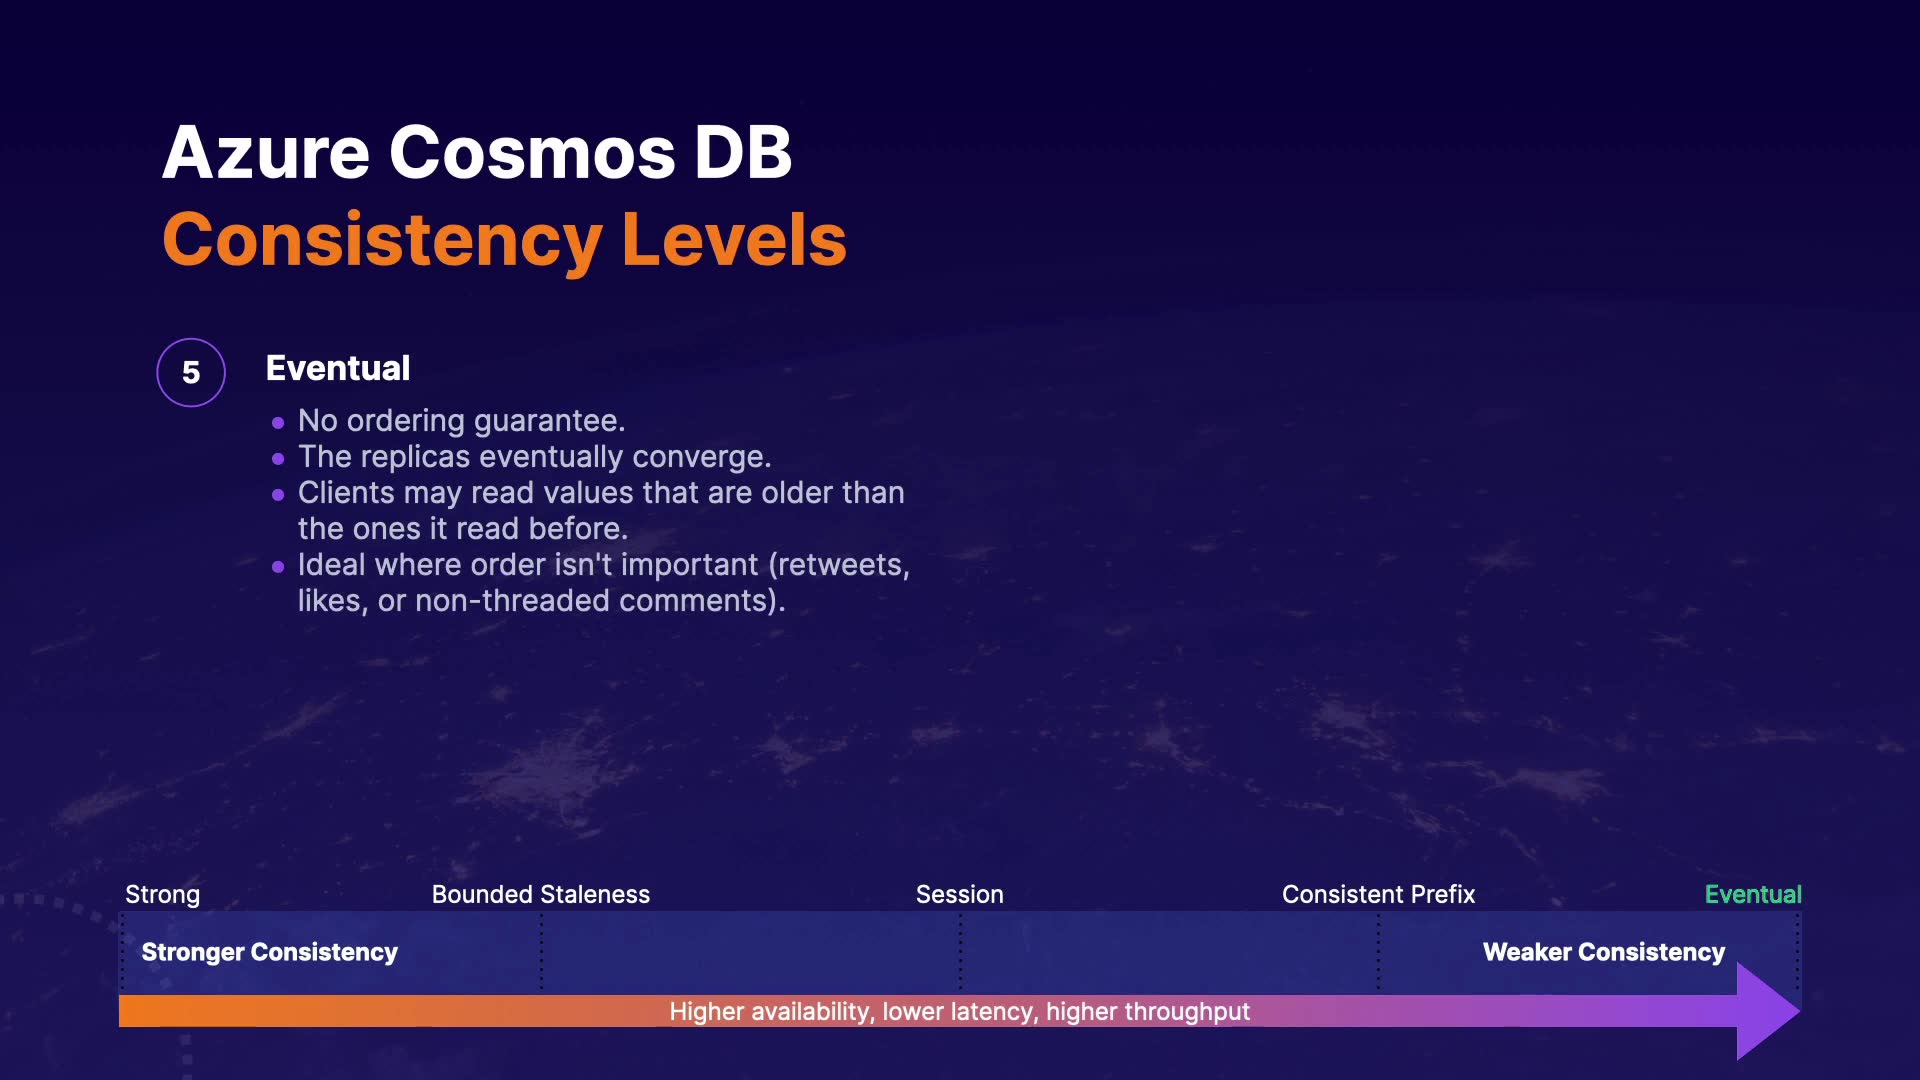 Azure Cosmos DB
Consistency Levels
5
Eventual
No ordering guarantee.
The replicas eventually converge.
Clients may read values that are older than
the ones it read before.
Ideal where order isn't important (retweets,
likes, or non-threaded comments).
Strong
Bounded Staleness
Session
Consistent Prefix
Eventual
Stronger Consistency
Weaker Consistency
Higher availability, lower latency, higher throughput